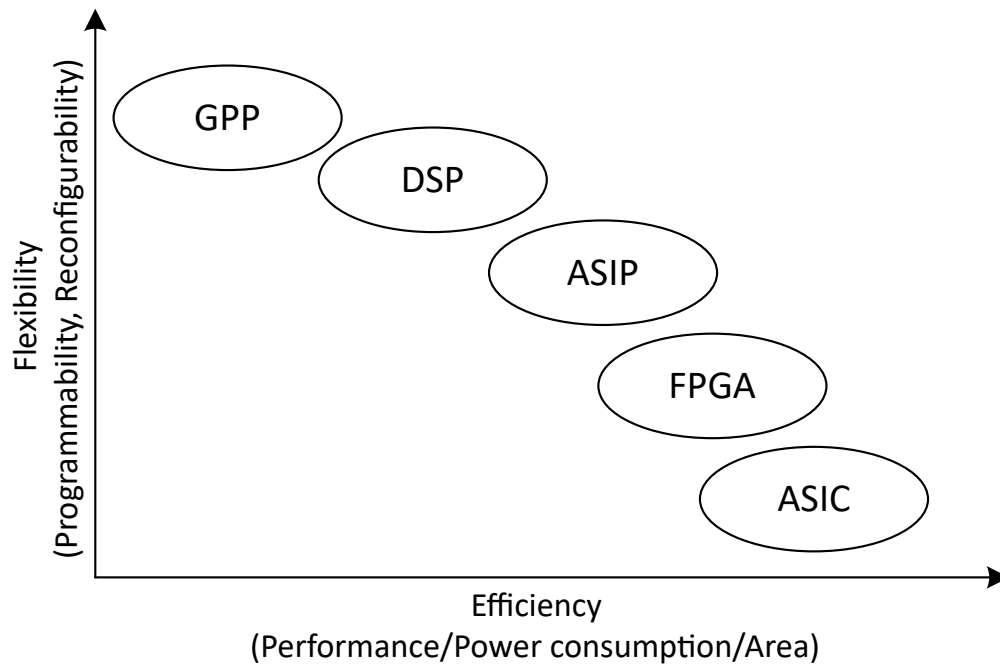 Flexibility
(Programmability, Reconfigurability)
GPP
DSP
ASIP
FPGA
ASIC
Efficiency
(Performance/Power consumption/Area)